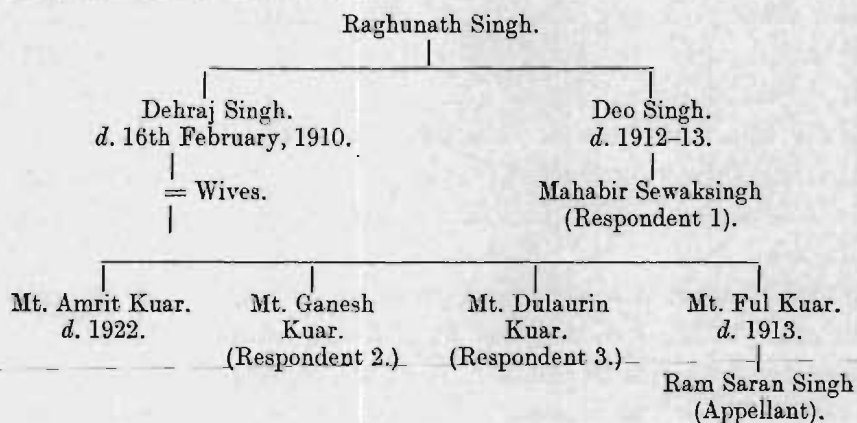 Raghunath Singh.
Dehraj Singh. Deo Singh.
d. 16th February, 1910. d. 1912–13.
= Wives. Mahabir Sewaksingh
(Respondent 1).
Mt. Amrit Kuar. Mt. Ganesh Mt. Dulaurin Mt. Ful Kuar.
d. 1922. Kuar. Kuar. d. 1913.
(Respondent 2.) (Respondent 3.)
Ram Saran Singh
(Appellant).